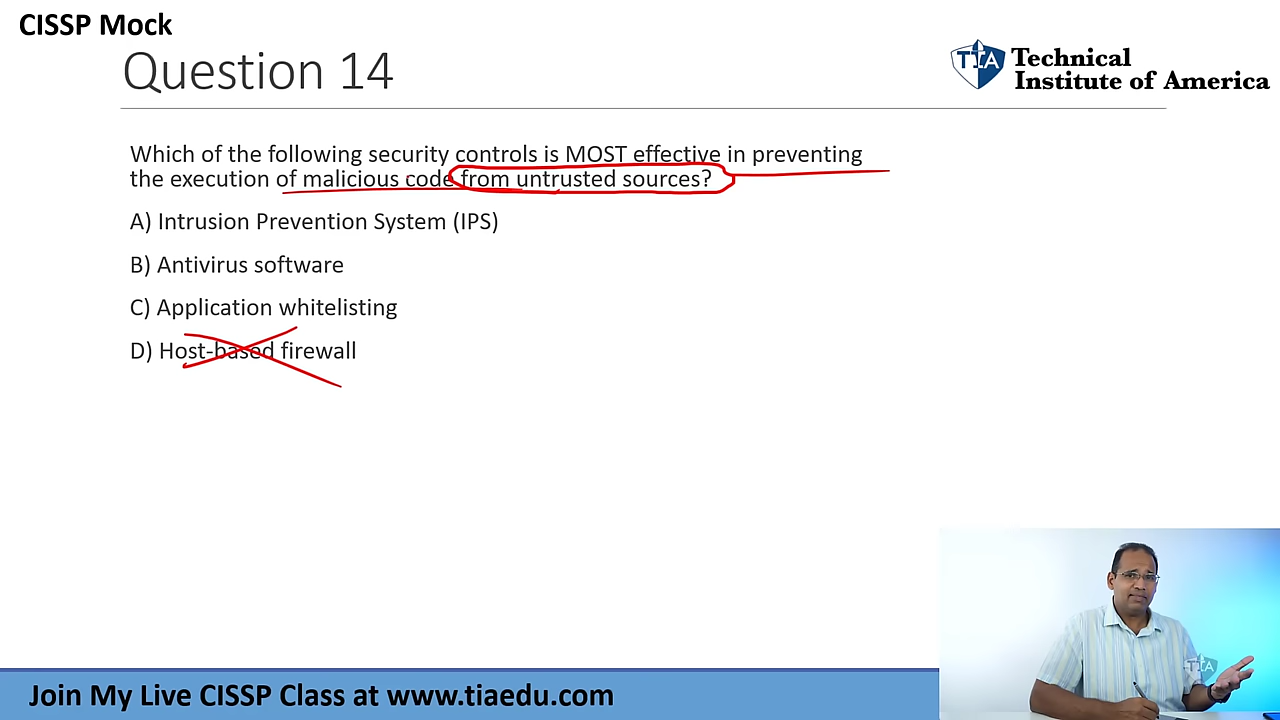 CISSP Mock
Question 14
Technical
Institute of America
TIA
Which of the following security controls is MOST effective in preventing
the execution of malicious code from untrusted sources?
A) Intrusion Prevention System (IPS)
B) Antivirus software
C) Application whitelisting
D) Host-based firewall
TIA
Join My Live CISSP Class at www.tiaedu.com